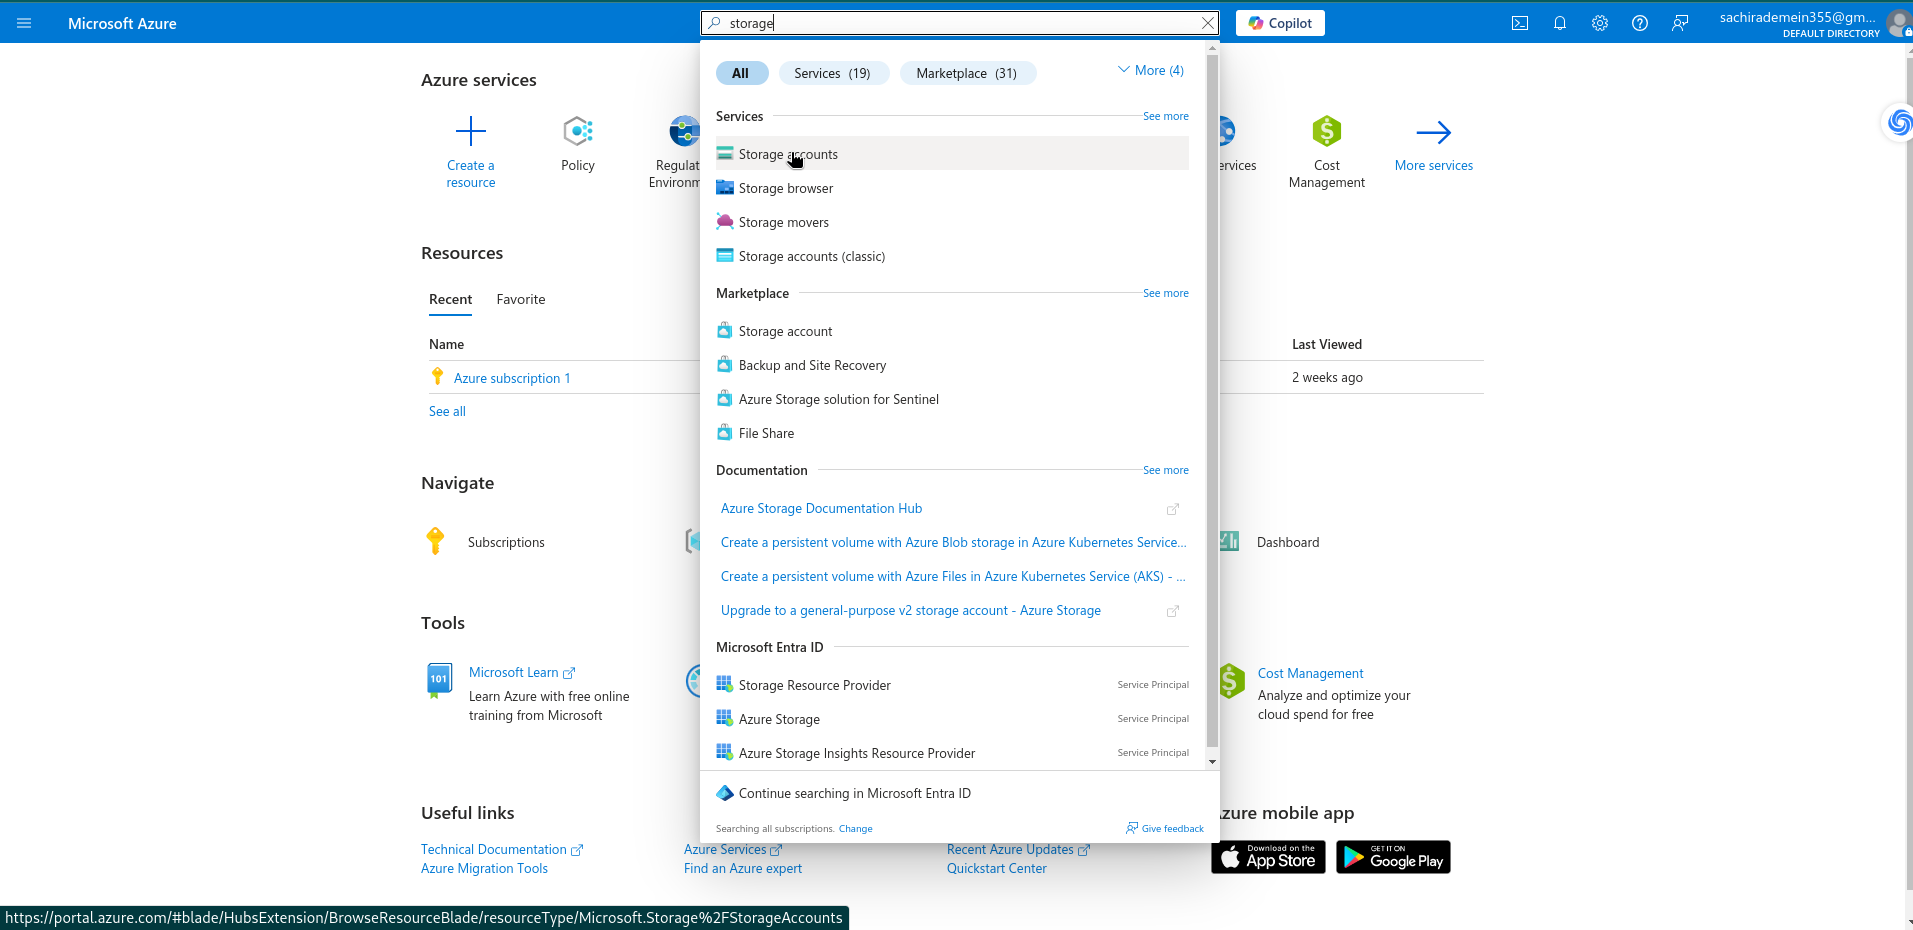 Microsoft Azure
storage
Copilot
sachirademein355@gm...
DEFAULT DIRECTORY
All
Services (19)
Marketplace (31)
More (4)
Services
See more
Storage accounts
Storage browser
Storage movers
Storage accounts (classic)
Marketplace
See more
Storage account
Backup and Site Recovery
Azure Storage solution for Sentinel
File Share
Documentation
See more
Azure Storage Documentation Hub
Create a persistent volume with Azure Blob storage in Azure Kubernetes Service...
Create a persistent volume with Azure Files in Azure Kubernetes Service (AKS) - ...
Upgrade to a general-purpose v2 storage account - Azure Storage
Microsoft Entra ID
Storage Resource Provider
Service Principal
Azure Storage
Service Principal
Azure Storage Insights Resource Provider
Service Principal
Continue searching in Microsoft Entra ID
Searching all subscriptions. Change
Give feedback
Azure services
Create a
resource
Policy
Regulat
Environm
ervices
Cost
Management
More services
Resources
Recent
Favorite
Name
Last Viewed
Azure subscription 1
2 weeks ago
See all
Navigate
Subscriptions
Dashboard
Tools
101
Microsoft Learn
Learn Azure with free online
training from Microsoft
Cost Management
Analyze and optimize your
cloud spend for free
Useful links
Technical Documentation
Azure Migration Tools
Azure Services
Find an Azure expert
Recent Azure Updates
Quickstart Center
Azure mobile app
Download on the
App Store
GET IT ON
Google Play
https://portal.azure.com/#blade/HubsExtension/BrowseResourceBlade/resourceType/Microsoft.Storage%2FStorageAccounts